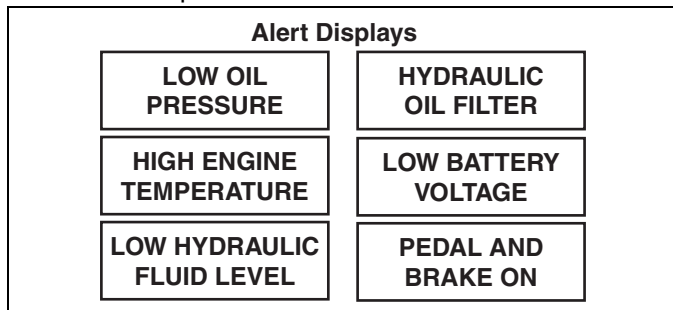 Alert Displays
LOW OIL
PRESSURE
HYDRAULIC
OIL FILTER
HIGH ENGINE
TEMPERATURE
LOW BATTERY
VOLTAGE
LOW HYDRAULIC
FLUID LEVEL
PEDAL AND
BRAKE ON